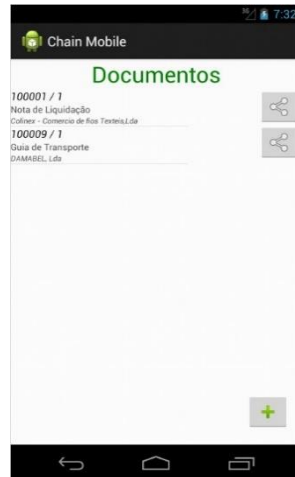 3G 7:32
Chain Mobile
Documentos
100001 / 1
Nota de Liquidação
Colinex - Comercio de fios Texteis,Lda
100009 / 1
Guia de Transporte
DAMABEL, Lda